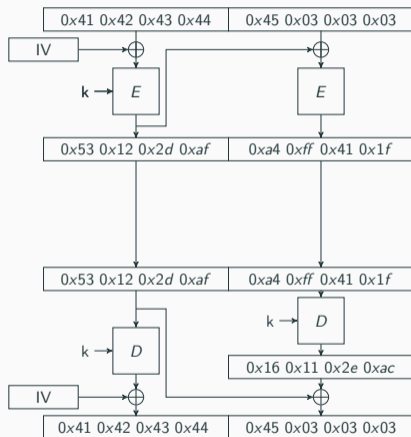 0x41 0x42 0x43 0x44 0x45 0x03 0x03 0x03
IV
k E E
0x53 0x12 0x2d 0xaf 0xa4 0xff 0x41 0x1f
0x53 0x12 0x2d 0xaf 0xa4 0xff 0x41 0x1f
k D
k D
0x16 0x11 0x2e 0xac
IV
0x41 0x42 0x43 0x44 0x45 0x03 0x03 0x03